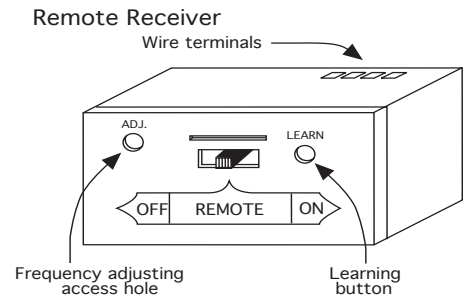 Remote Receiver
Wire terminals
ADJ.
LEARN
OFF
REMOTE
ON
Frequency adjusting
access hole
Learning
button